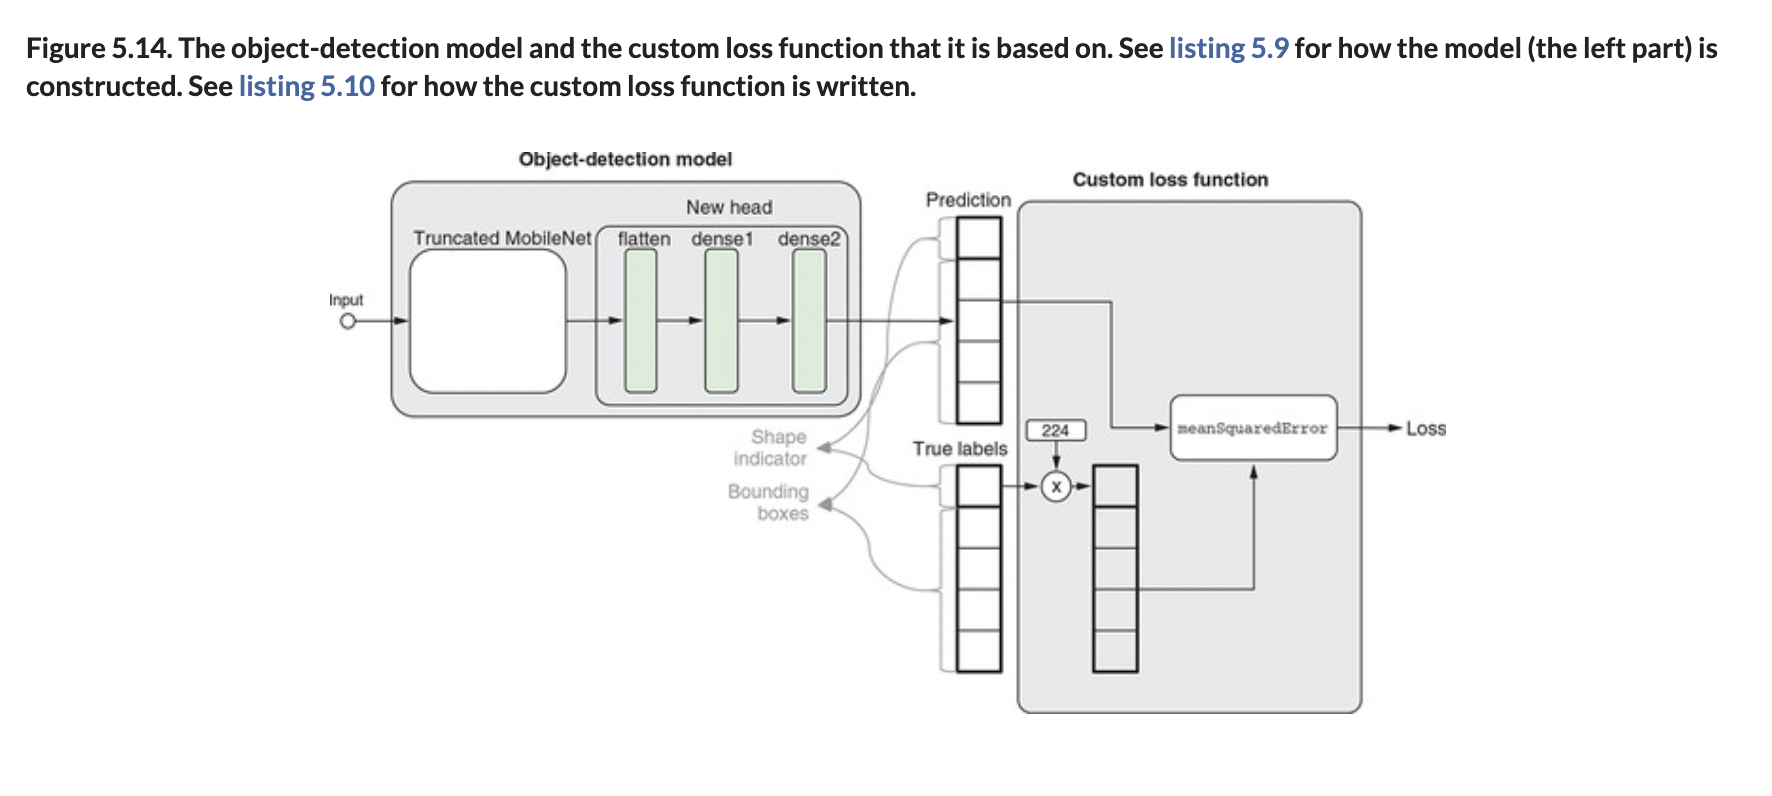 Figure 5.14. The object-detection model and the custom loss function that it is based on. See listing 5.9 for how the model (the left part) is
constructed. See listing 5.10 for how the custom loss function is written.
Object-detection model
New head
Truncated MobileNet
flatten
dense1
dense2
Input
Prediction
Custom loss function
Shape
indicator
Bounding
boxes
True labels
224
X
meanSquaredError
Loss